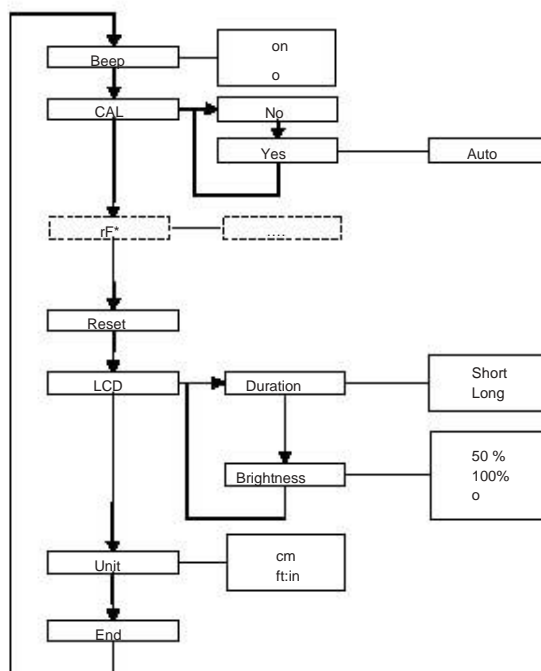 Beep
on
o
CAL
No
Yes
Auto
rF*
....
Reset
LCD
Duration
Short
Long
Brightness
50 %
100%
o
Unit
cm
ft:in
End